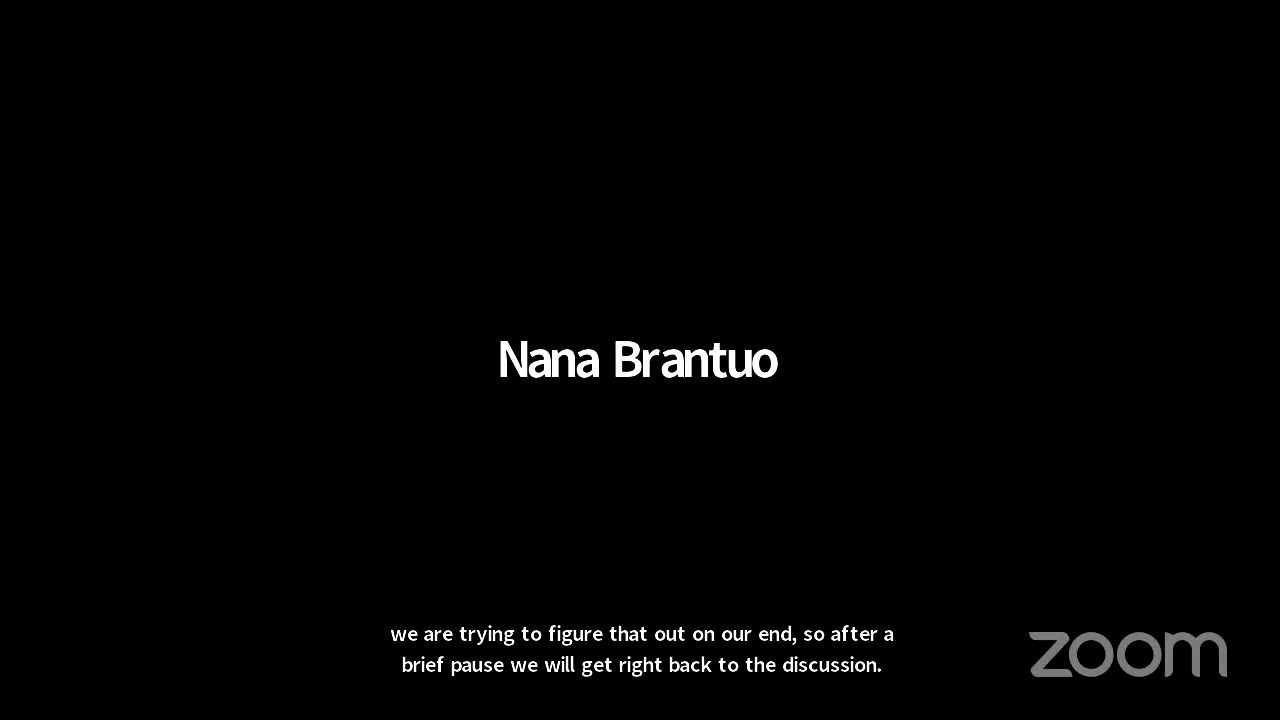 Nana Brantuo
we are trying to figure that out on our end, so after a
brief pause we will get right back to the discussion.
zoom